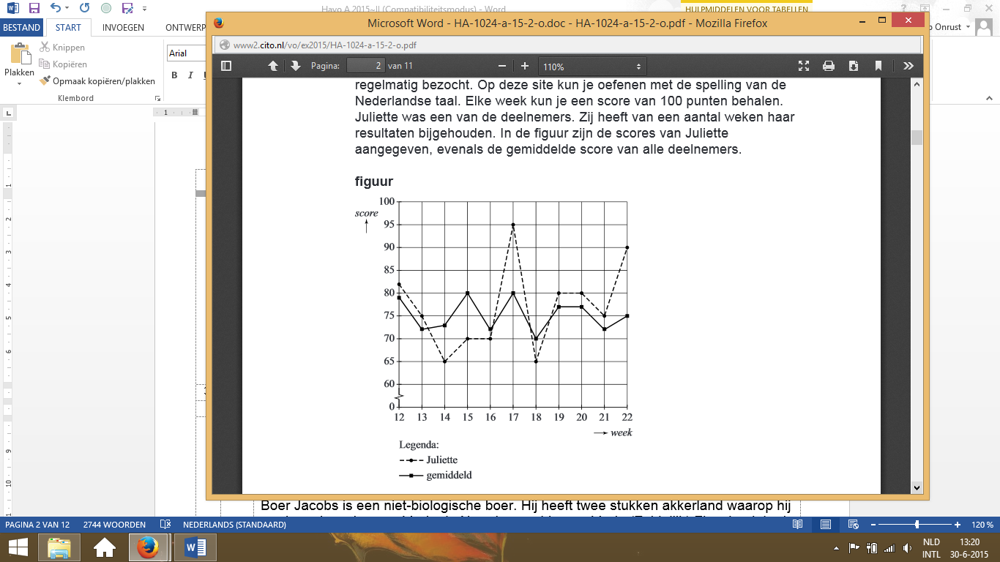 Havo A 2015-II (Compatibiliteitsmodus) - Word
HULPMIDDELEN VOOR TABELLEN
BESTAND
START
INVOEGEN
ONTWERP
Onrust
Plakken
Knippen
Kopiëren
Opmaak kopiëren/plakken
Klembord
Arial
B I
Microsoft Word - HA-1024-a-15-2-o.doc - HA-1024-a-15-2-o.pdf - Mozilla Firefox
www2.cito.nl/vo/ex2015/HA-1024-a-15-2-o.pdf
Pagina: 2 van 11
110%
regelmatig bezocht. Op deze site kun je oefenen met de spelling van de
Nederlandse taal. Elke week kun je een score van 100 punten behalen.
Juliette was een van de deelnemers. Zij heeft van een aantal weken haar
resultaten bijgehouden. In de figuur zijn de scores van Juliette
aangegeven, evenals de gemiddelde score van alle deelnemers.
figuur
score
100
95
90
85
80
75
70
65
60
0
12 13 14 15 16 17 18 19 20 21 22
week
Legenda:
Juliette
gemiddeld
Boer Jacobs is een niet-biologische boer. Hij heeft twee stukken akkerland waarop hij
PAGINA 2 VAN 12
2744 WOORDEN
NEDERLANDS (STANDAARD)
120 %
NLD
INTL
13:20
30-6-2015